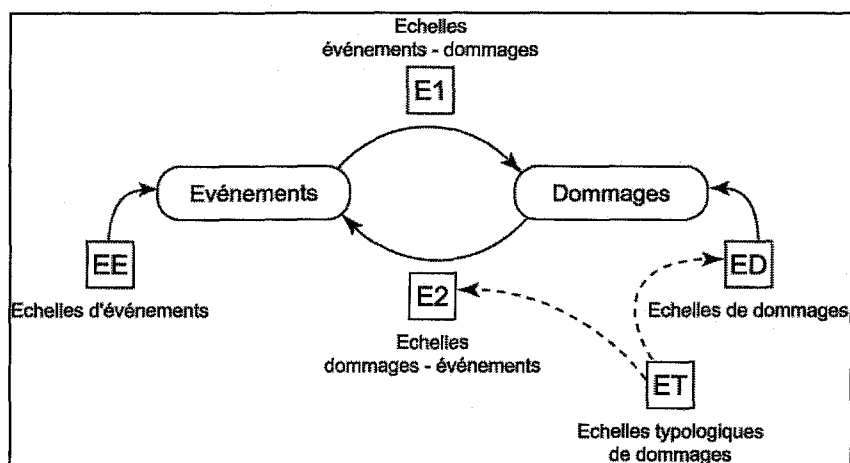 Echelles
événements - dommages
E1
Evénements
Dommages
EE
Echelles d'événements
E2
Echelles
dommages - événements
ED
Echelles de dommages
ET
Echelles typologiques
de dommages